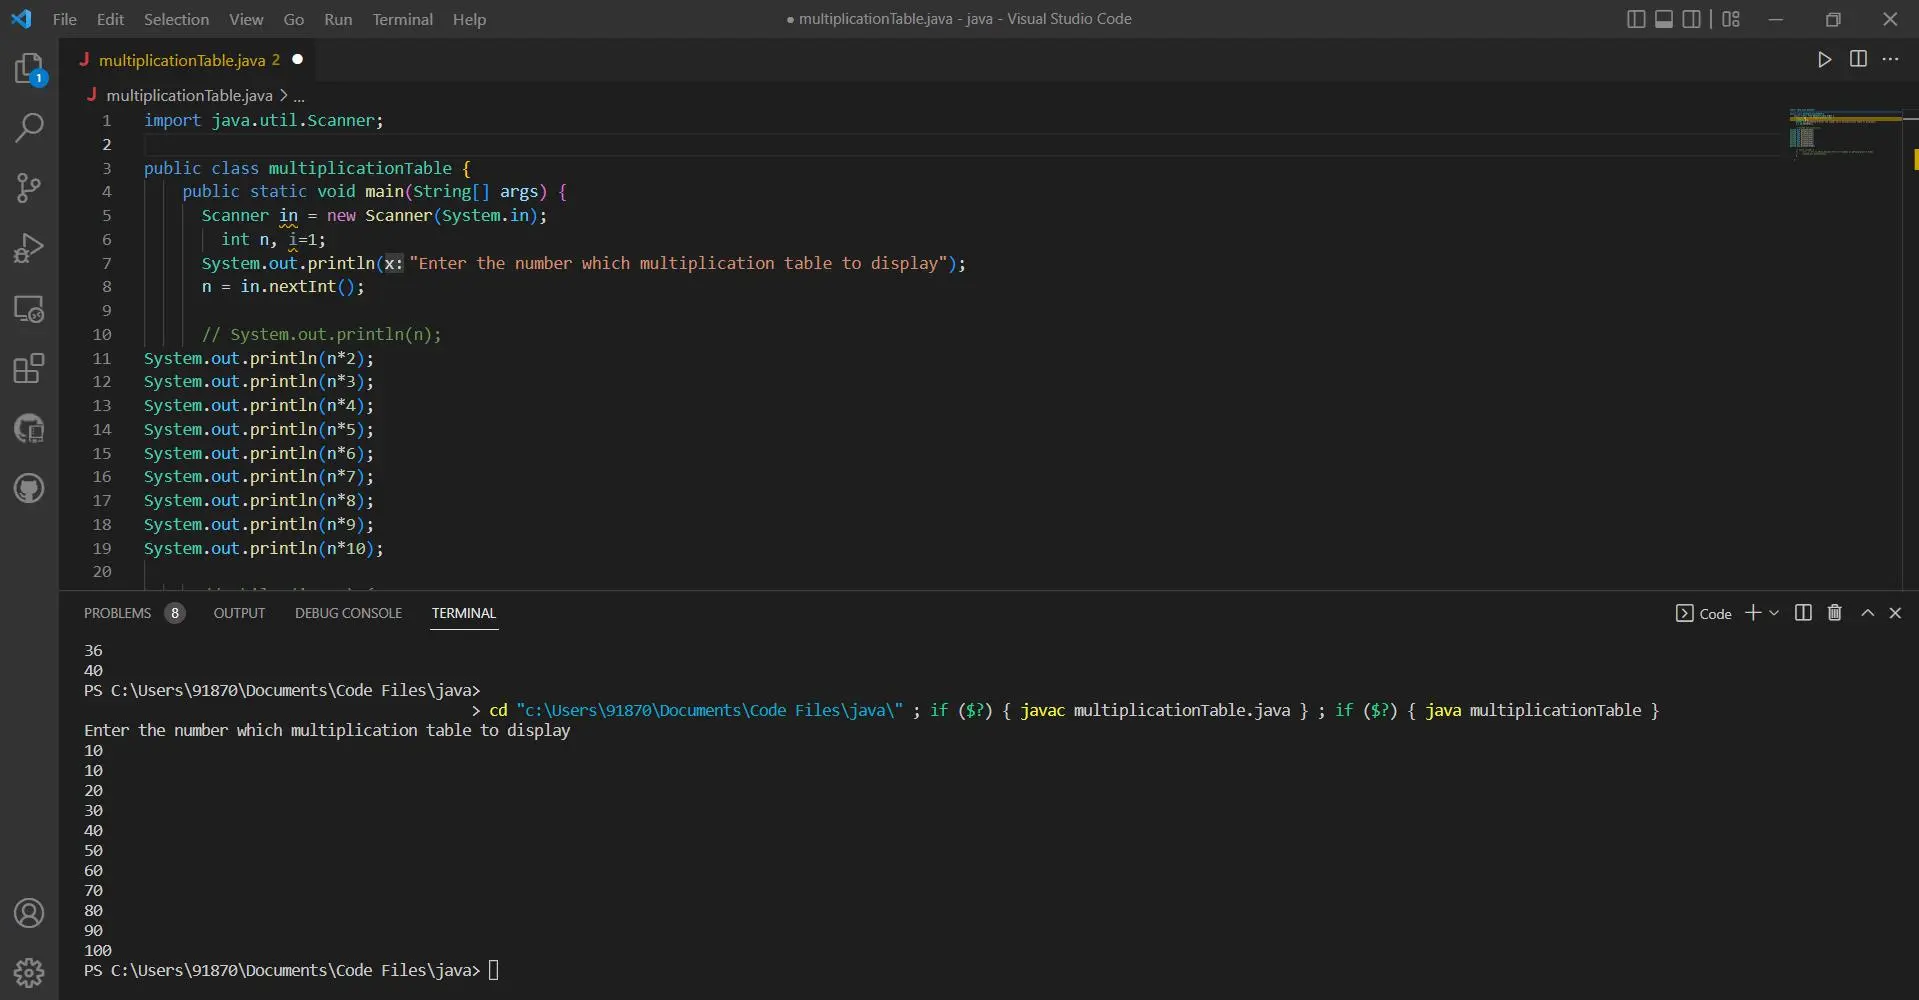 File Edit Selection View Go Run Terminal Help
● multiplicationTable.java - java - Visual Studio Code
1
J multiplicationTable.java 2 ●
J multiplicationTable.java > ...
1 import java.util.Scanner;
2
3 public class multiplicationTable {
4 public static void main(String[] args) {
5 Scanner in = new Scanner(System.in);
6 int n, i=1;
7 System.out.println(x: "Enter the number which multiplication table to display");
8 n = in.nextInt();
9
10 // System.out.println(n);
11 System.out.println(n*2);
12 System.out.println(n*3);
13 System.out.println(n*4);
14 System.out.println(n*5);
15 System.out.println(n*6);
16 System.out.println(n*7);
17 System.out.println(n*8);
18 System.out.println(n*9);
19 System.out.println(n*10);
20
PROBLEMS 8 OUTPUT DEBUG CONSOLE TERMINAL
Code
36
40
PS C:\Users\91870\Documents\Code Files\java>
> cd "c:\Users\91870\Documents\Code Files\java\" ; if ($?) { javac multiplicationTable.java } ; if ($?) { java multiplicationTable }
Enter the number which multiplication table to display
10
10
20
30
40
50
60
70
80
90
100
PS C:\Users\91870\Documents\Code Files\java>